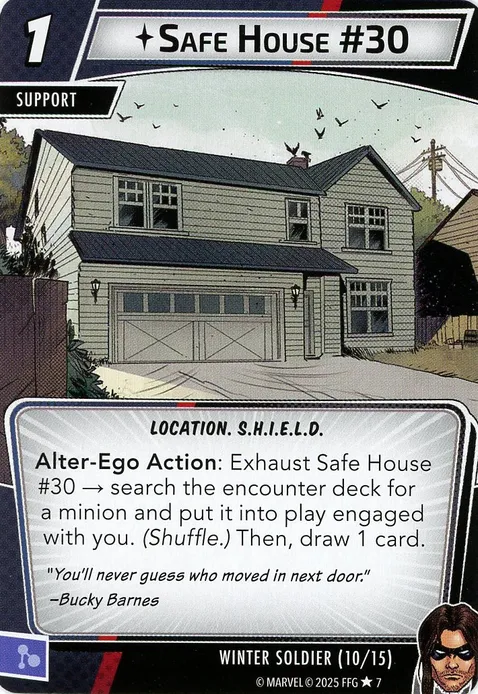 1
SAFE HOUSE #30
SUPPORT
LOCATION. S.H.I.E.L.D.
Alter-Ego Action: Exhaust Safe House
#30 → search the encounter deck for
a minion and put it into play engaged
with you. (Shuffle.) Then, draw 1 card.
"You'll never guess who moved in next door."
—Bucky Barnes
WINTER SOLDIER (10/15)
© MARVEL © 2025 FFG ★ 7